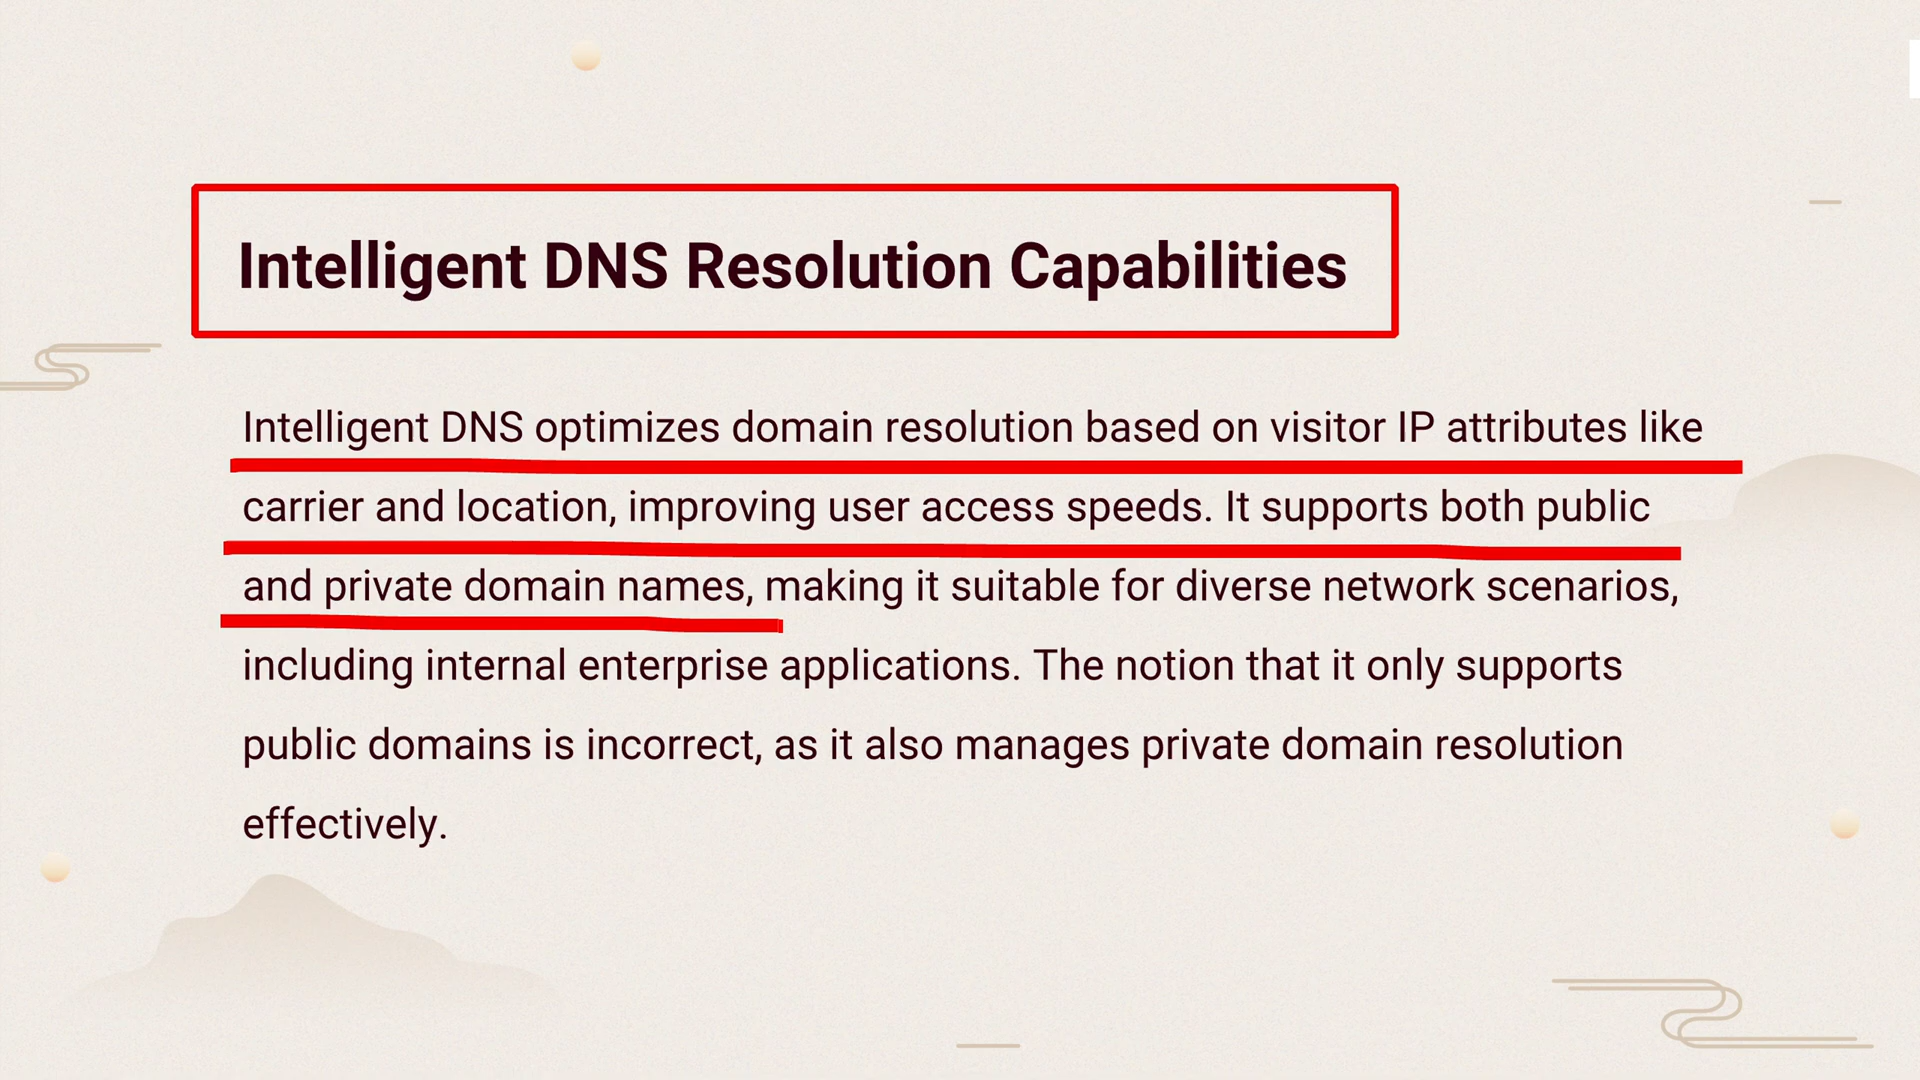 Intelligent DNS Resolution Capabilities
Intelligent DNS optimizes domain resolution based on visitor IP attributes like
carrier and location, improving user access speeds. It supports both public
and private domain names, making it suitable for diverse network scenarios,
including internal enterprise applications. The notion that it only supports
public domains is incorrect, as it also manages private domain resolution
effectively.